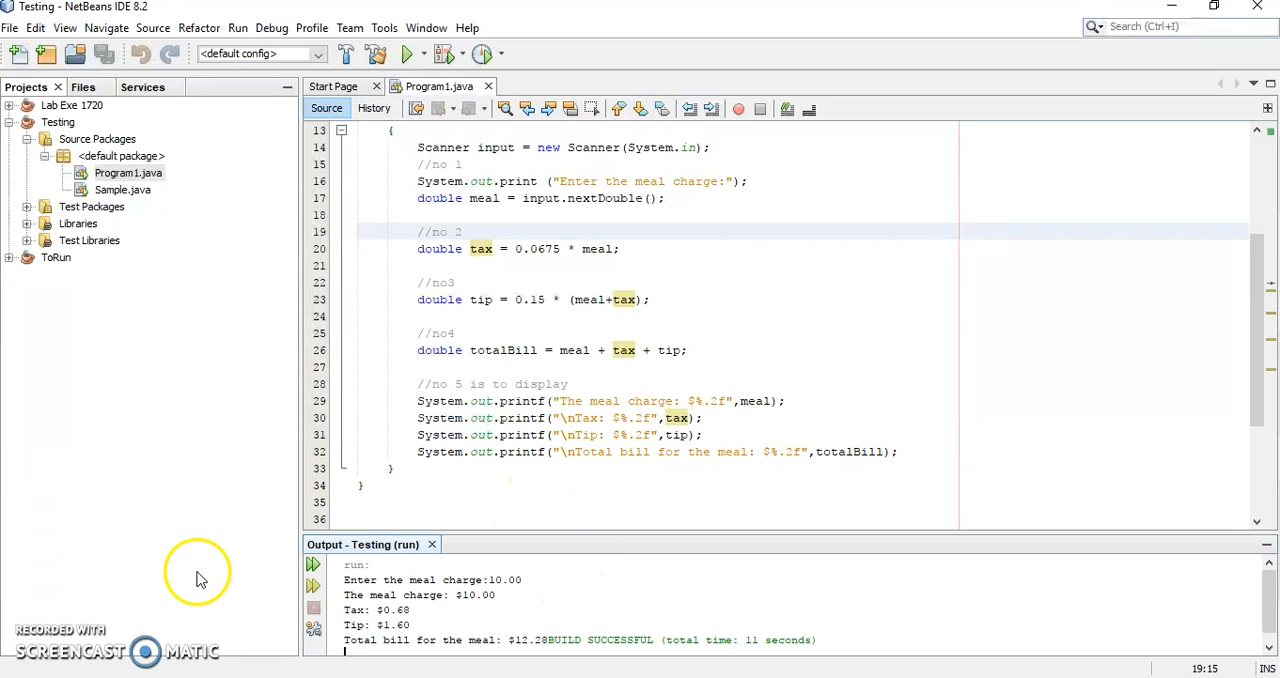 Testing - NetBeans IDE 8.2
File Edit View Navigate Source Refactor Run Debug Profile Team Tools Window Help
Search (Ctrl+I)
<default config>
Projects Files Services
Start Page Program1.java
Lab Exe 1720
Testing
Source Packages
<default package>
Program1.java
Sample.java
Test Packages
Libraries
Test Libraries
ToRun
Source History
13 {
14 Scanner input = new Scanner(System.in);
15 //no 1
16 System.out.print ("Enter the meal charge:");
17 double meal = input.nextDouble();
18
19 //no 2
20 double tax = 0.0675 * meal;
21
22 //no3
23 double tip = 0.15 * (meal+tax);
24
25 //no4
26 double totalBill = meal + tax + tip;
27
28 //no 5 is to display
29 System.out.printf("The meal charge: $%.2f",meal);
30 System.out.printf("\nTax: $%.2f",tax);
31 System.out.printf("\nTip: $%.2f",tip);
32 System.out.printf("\nTotal bill for the meal: $%.2f",totalBill);
33 }
34 }
35
36
Output - Testing (run)
run:
Enter the meal charge:10.00
The meal charge: $10.00
Tax: $0.68
Tip: $1.60
Total bill for the meal: $12.28BUILD SUCCESSFUL (total time: 11 seconds)
RECORDED WITH
SCREENCAST MATIC
19:15 INS